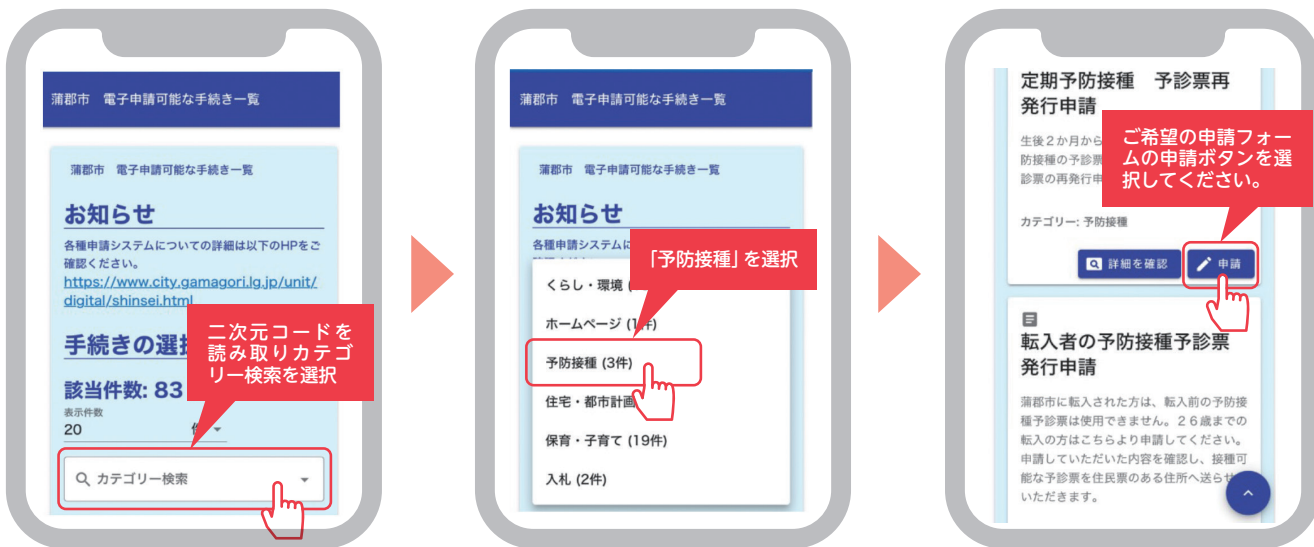 蒲郡市 電子申請可能な手続き一覧
蒲郡市 電子申請可能な手続き一覧
お知らせ
各種申請システムについての詳細は以下のHPをご
確認ください。
https://www.city.gamagori.lg.jp/unit/
digital/shinsei.html
手続きの選
該当件数: 83
表示件数
20
カテゴリー検索
二次元コードを
読み取りカテゴ
リー検索を選択
蒲郡市 電子申請可能な手続き一覧
蒲郡市 電子申請可能な手続き一覧
お知らせ
各種申請システムに
くらし・環境
ホームページ (1件)
予防接種 (3件)
住宅・都市計画
保育・子育て (19件)
入札 (2件)
「予防接種」を選択
定期予防接種 予診票再
発行申請
生後２か月から
防接種の予診票
診票の再発行申
カテゴリー: 予防接種
詳細を確認
申請
ご希望の申請フォー
ムの申請ボタンを選
択してください。
転入者の予防接種予診票
発行申請
蒲郡市に転入された方は、転入前の予防接
種予診票は使用できません。２６歳までの
転入の方はこちらより申請してください。
申請していただいた内容を確認し、接種可
能な予診票を住民票のある住所へ送らせ
いただきます。